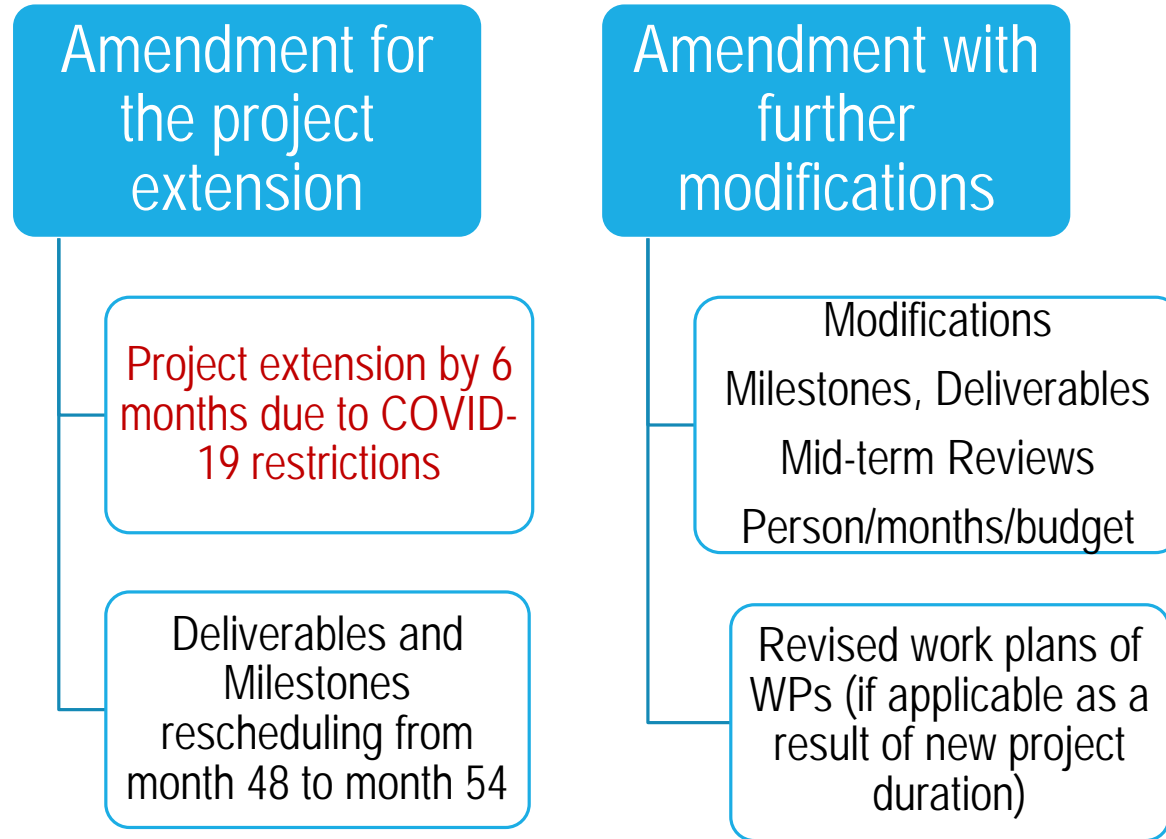 Amendment for
the project
extension
Project extension by 6
months due to COVID-
19 restrictions
Deliverables and
Milestones
rescheduling from
month 48 to month 54
Amendment with
further
modifications
Modifications
Milestones, Deliverables
Mid-term Reviews
Person/months/budget
Revised work plans of
WPs (if applicable as a
result of new project
duration)